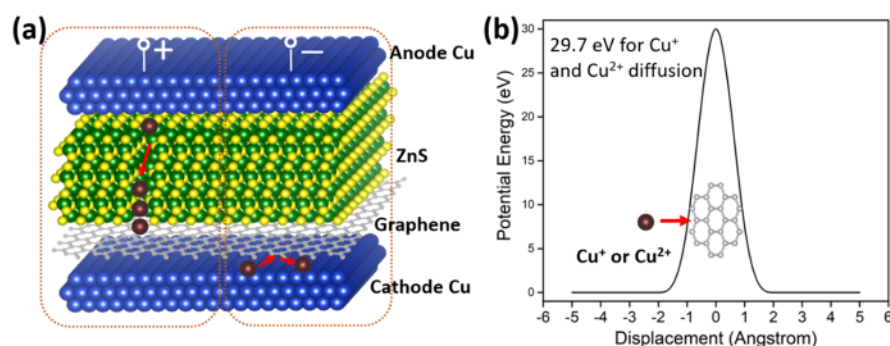 (a)
+
−
Anode Cu
ZnS
Graphene
Cathode Cu
(b)
29.7 eV for Cu⁺
and Cu²⁺ diffusion
Cu⁺ or Cu²⁺
Potential Energy (eV)
30
25
20
15
10
5
0
-6 -5 -4 -3 -2 -1 0 1 2 3 4 5 6
Displacement (Angstrom)